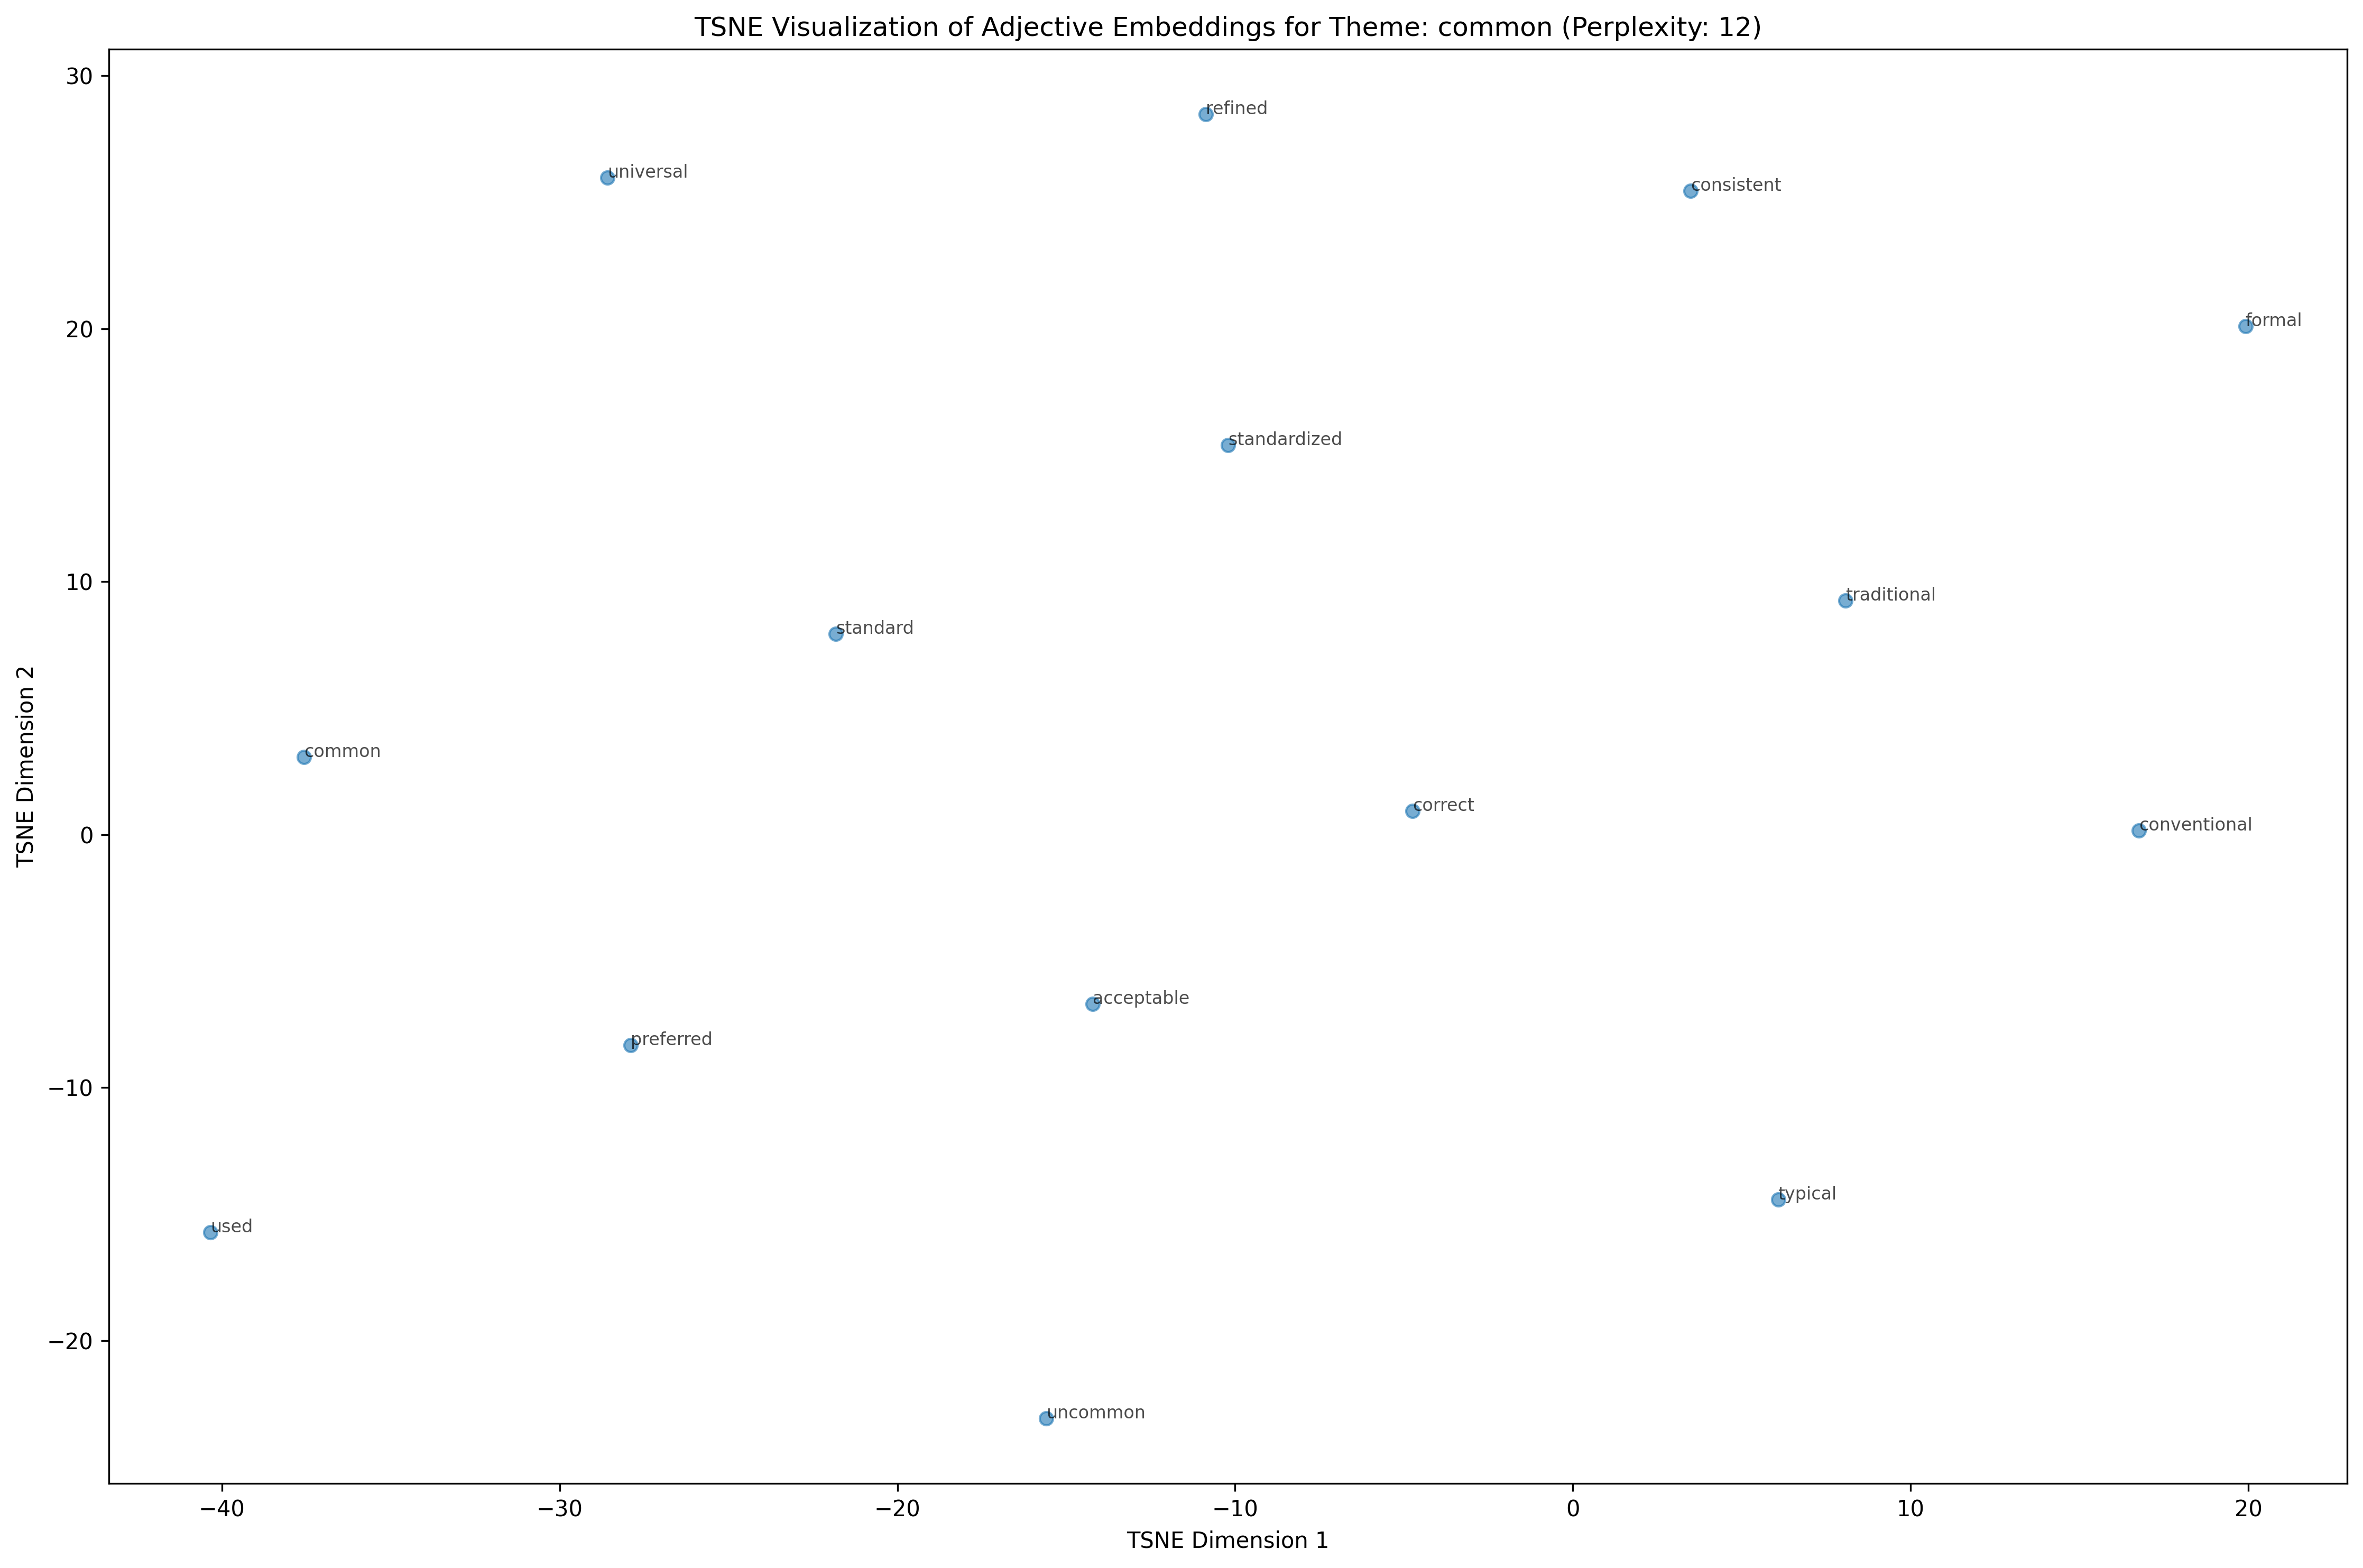 TSNE Visualization of Adjective Embeddings for Theme: common (Perplexity: 12)
30
refined
universal
consistent
20
formal
standardized
10
traditional
standard
TSNE Dimension 2
common
correct
0
conventional
acceptable
preferred
−10
typical
used
−20
uncommon
−40
−30
−20
−10
0
10
20
TSNE Dimension 1